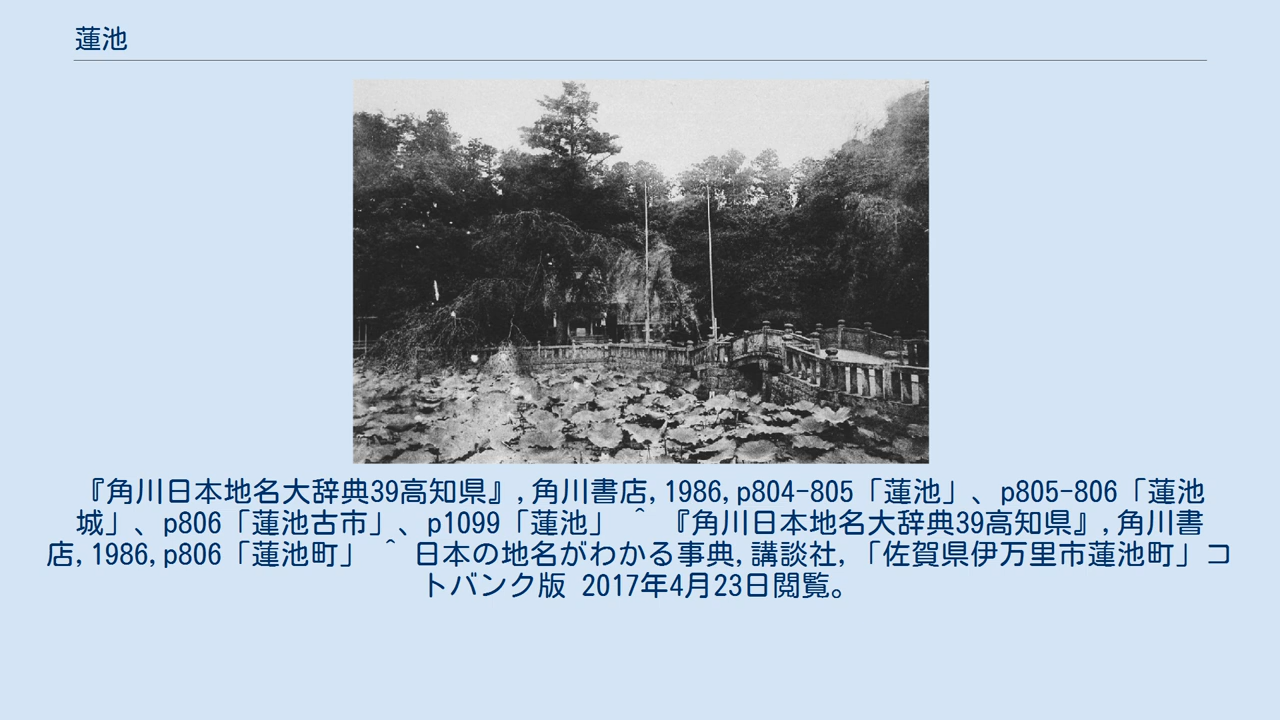 蓮池
『角川日本地名大辞典39高知県』,角川書店,1986,p804-805「蓮池」、p805-806「蓮池
城」、p806「蓮池古市」、p1099「蓮池」 ^ 『角川日本地名大辞典39高知県』,角川書
店,1986,p806「蓮池町」 ^ 日本の地名がわかる事典,講談社,「佐賀県伊万里市蓮池町」コ
トバンク版 2017年4月23日閲覧。